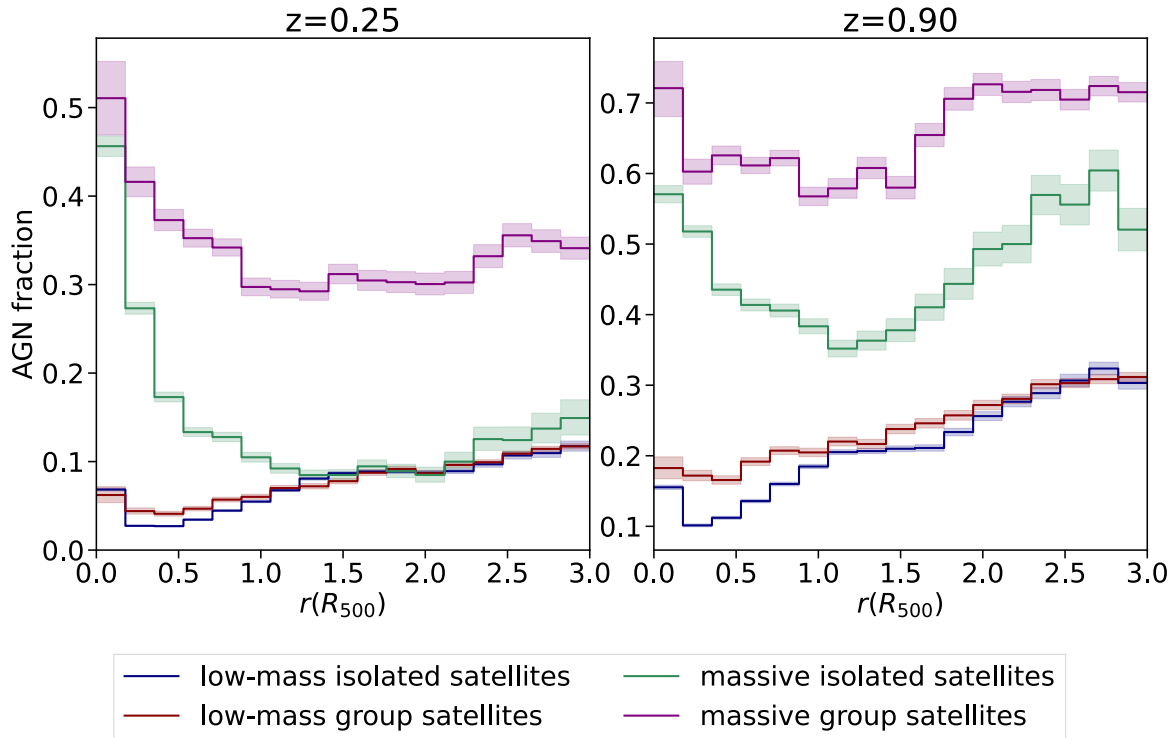 z=0.25
z=0.90
AGN fraction
0.5
0.4
0.3
0.2
0.1
0.0
0.7
0.6
0.5
0.4
0.3
0.2
0.1
0.0 0.5 1.0 1.5 2.0 2.5 3.0
0.0 0.5 1.0 1.5 2.0 2.5 3.0
r(R500)
r(R500)
low-mass isolated satellites
low-mass group satellites
massive isolated satellites
massive group satellites